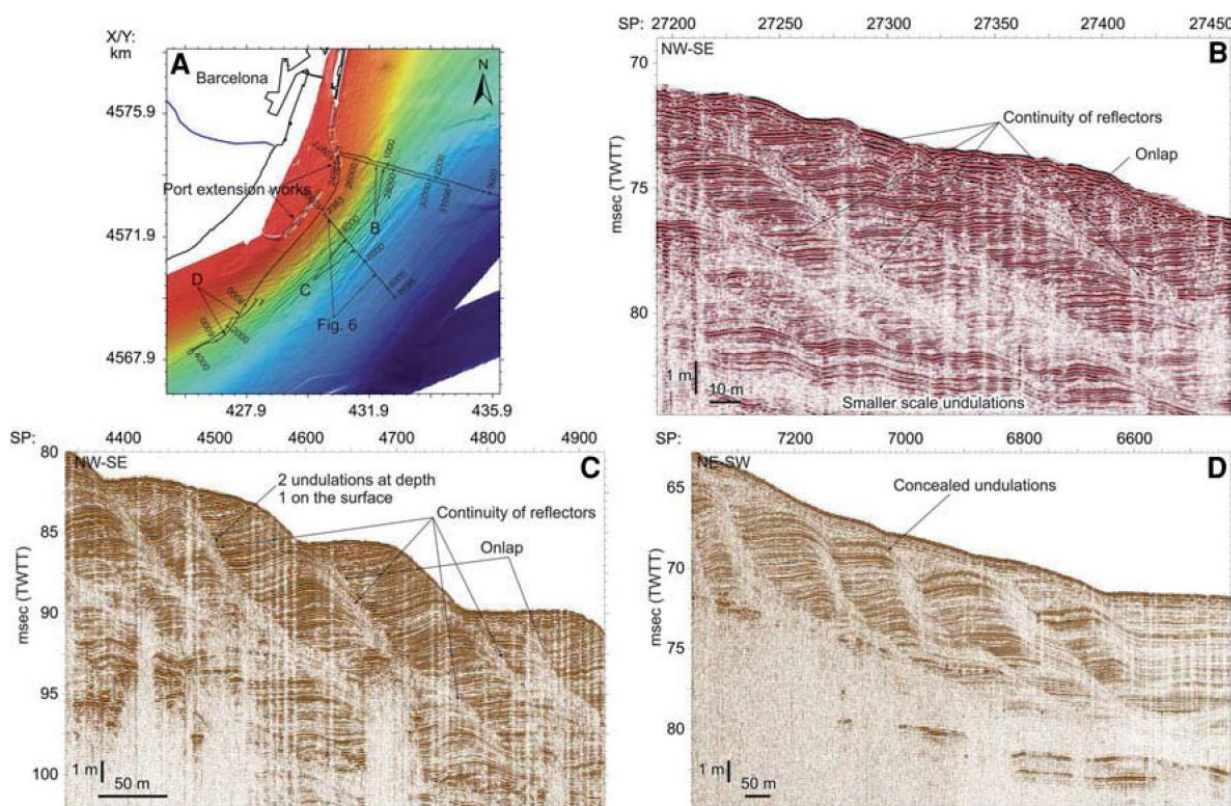 X/Y:
km
A
Barcelona
N
4575.9
Port extension works
4571.9
B
D
C
Fig. 6
4567.9
427.9
431.9
435.9
SP:
27200
27250
27300
27350
27400
27450
NW-SE
B
70
Continuity of reflectors
Onlap
75
msec (TWTT)
80
1 m
10 m
Smaller scale undulations
SP:
4400
4500
4600
4700
4800
4900
80
NW-SE
C
2 undulations at depth
1 on the surface
Continuity of reflectors
85
Onlap
msec (TWTT)
90
95
100
1 m
50 m
SP:
7200
7000
6800
6600
NE-SW
D
65
Concealed undulations
70
msec (TWTT)
75
80
1 m
50 m